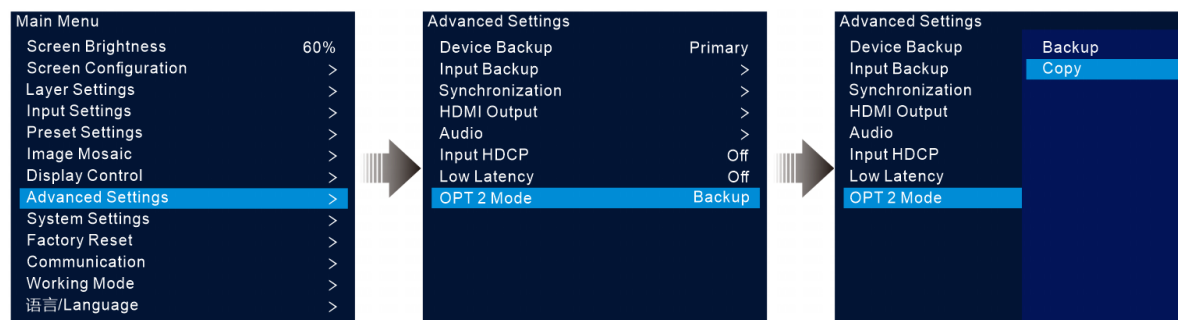 Main Menu
Screen Brightness 60%
Screen Configuration >
Layer Settings >
Input Settings >
Preset Settings >
Image Mosaic >
Display Control >
Advanced Settings >
System Settings >
Factory Reset >
Communication >
Working Mode >
语言/Language >
Advanced Settings
Device Backup Primary
Input Backup >
Synchronization >
HDMI Output >
Audio >
Input HDCP Off
Low Latency Off
OPT 2 Mode Backup
Advanced Settings
Device Backup Backup
Input Backup Copy
Synchronization
HDMI Output
Audio
Input HDCP
Low Latency
OPT 2 Mode